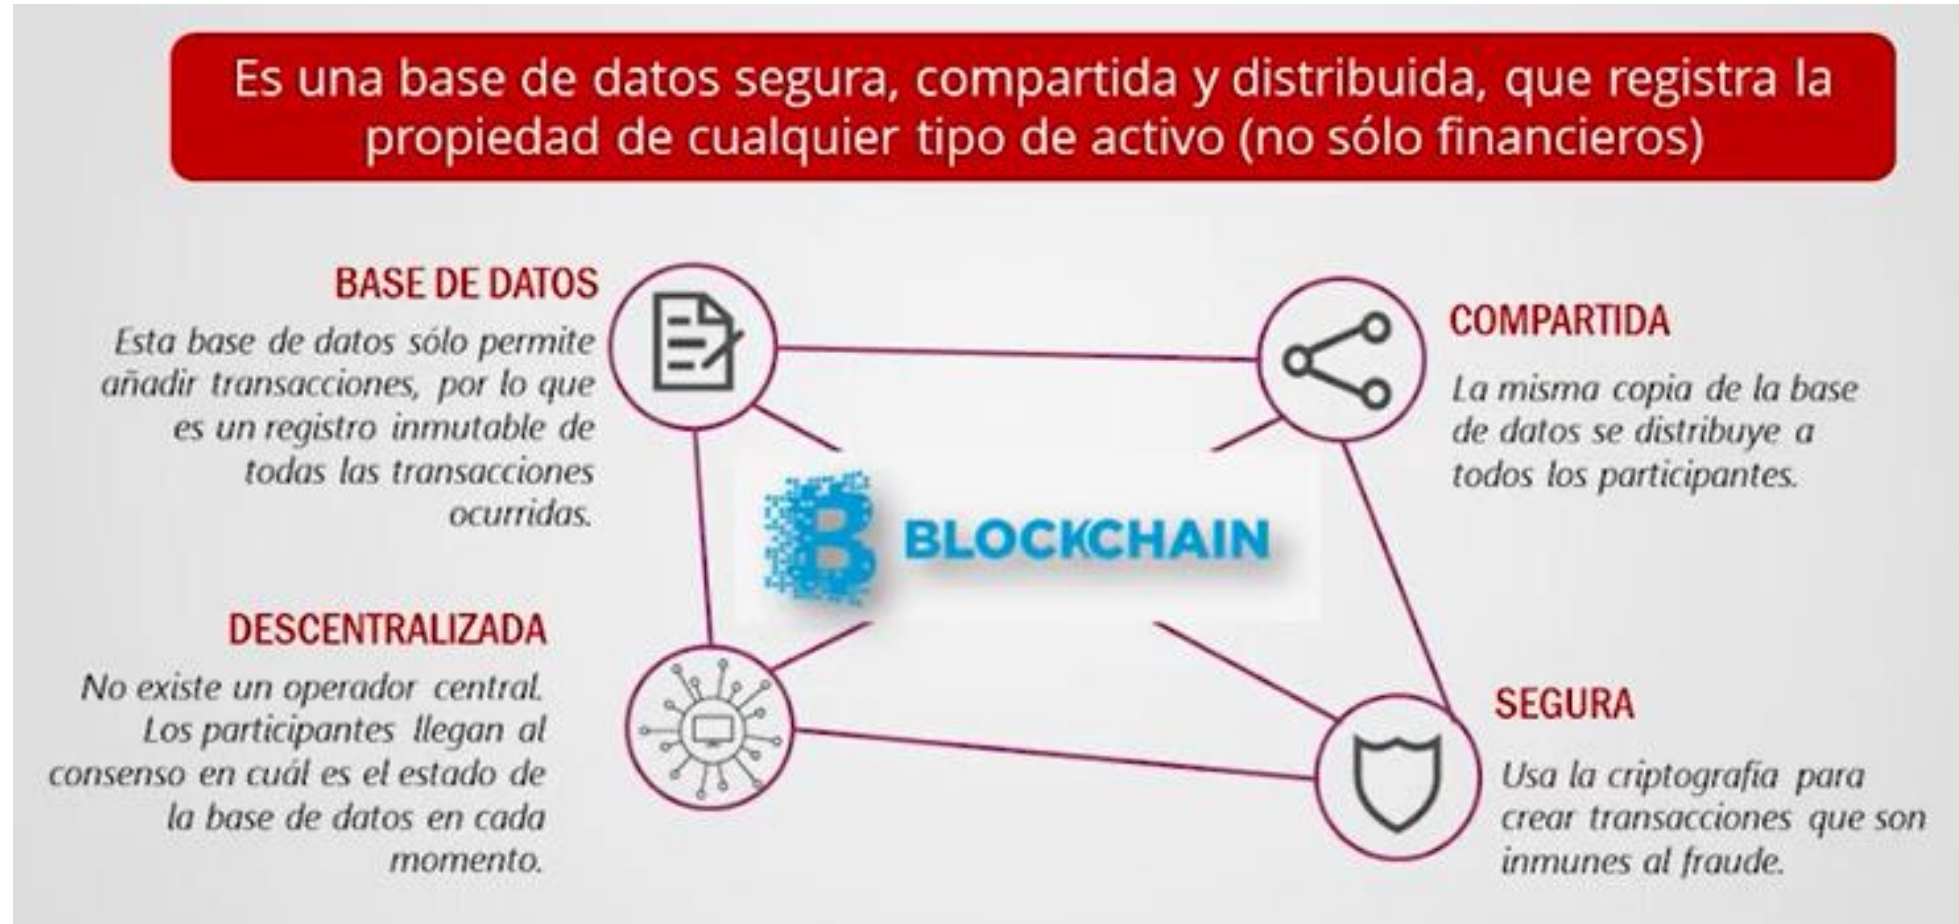 Es una base de datos segura, compartida y distribuida, que registra la
propiedad de cualquier tipo de activo (no sólo financieros)
BASE DE DATOS
Esta base de datos sólo permite
añadir transacciones, por lo que
es un registro inmutable de
todas las transacciones
ocurridas.
COMPARTIDA
La misma copia de la base
de datos se distribuye a
todos los participantes.
BLOCKCHAIN
DESCENTRALIZADA
No existe un operador central.
Los participantes llegan al
consenso en cuál es el estado de
la base de datos en cada
momento.
SEGURA
Usa la criptografía para
crear transacciones que son
inmunes al fraude.